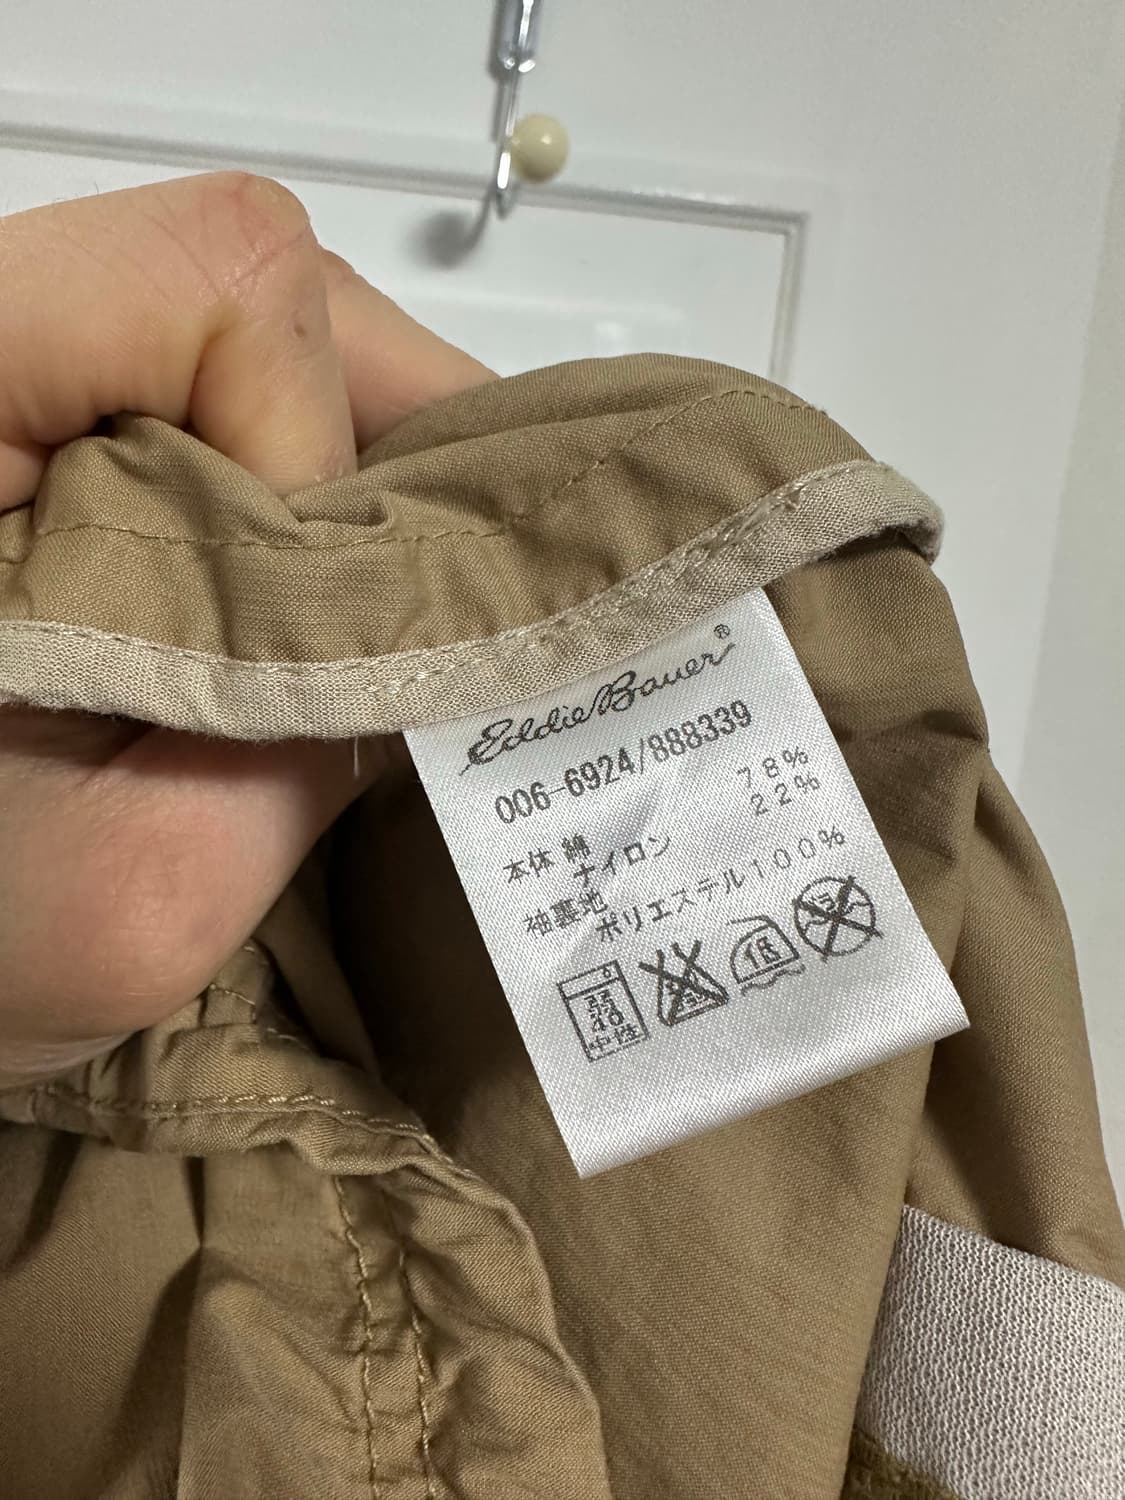 Eddie Bauer®
006-6924/888339
本体 綿 78%
ナイロン 22%
袖裏地
ポリエステル100%
40
中性